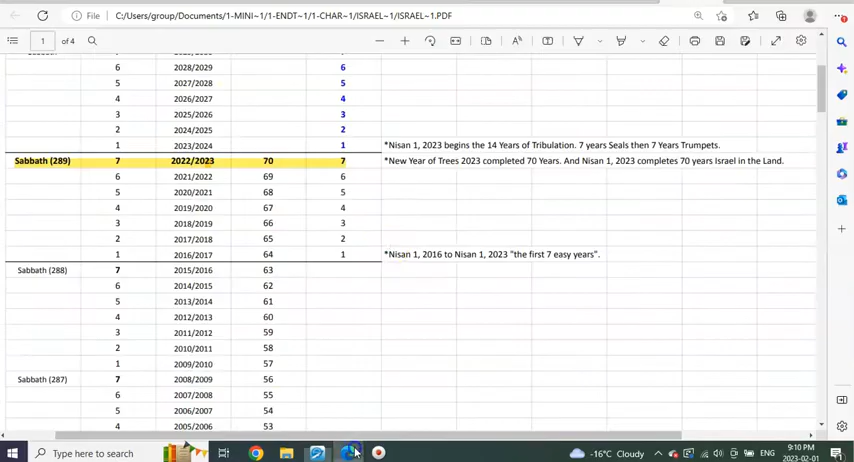 File C:/Users/group/Documents/1-MINI~1/1-ENDT~1/1-CHAR~1/ISRAEL~1/ISRAEL~1.PDF
1 of 4
6 2028/2029 6
5 2027/2028 5
4 2026/2027 4
3 2025/2026 3
2 2024/2025 2
1 2023/2024 1 *Nisan 1, 2023 begins the 14 Years of Tribulation. 7 years Seals then 7 Years Trumpets.
Sabbath (289) 7 2022/2023 70 7 *New Year of Trees 2023 completed 70 Years. And Nisan 1, 2023 completes 70 years Israel in the Land.
6 2021/2022 69 6
5 2020/2021 68 5
4 2019/2020 67 4
3 2018/2019 66 3
2 2017/2018 65 2
1 2016/2017 64 1 *Nisan 1, 2016 to Nisan 1, 2023 "the first 7 easy years".
Sabbath (288) 7 2015/2016 63
6 2014/2015 62
5 2013/2014 61
4 2012/2013 60
3 2011/2012 59
2 2010/2011 58
1 2009/2010 57
Sabbath (287) 7 2008/2009 56
6 2007/2008 55
5 2006/2007 54
4 2005/2006 53
Type here to search
-16°C Cloudy
ENG
9:10 PM
2023-02-01